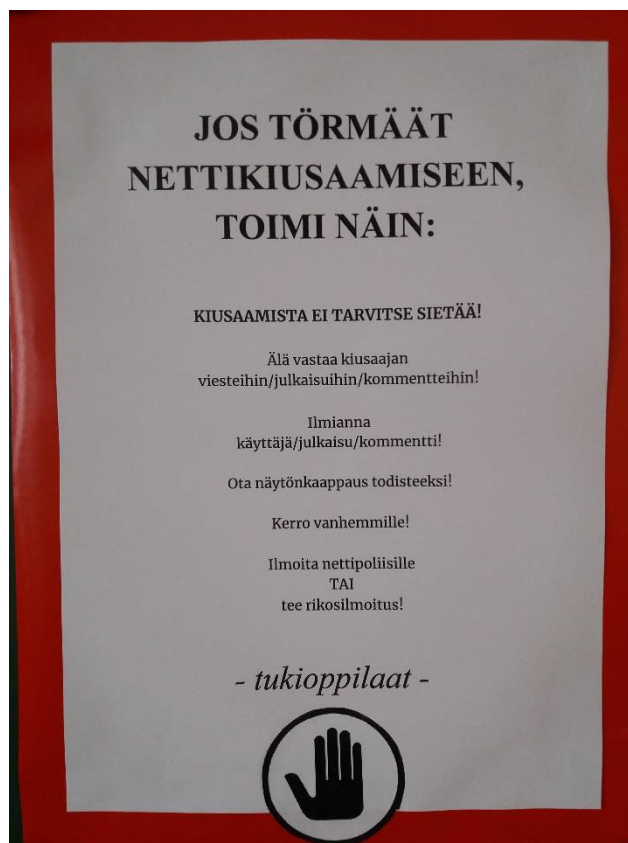 JOS TÖRMÄÄT
NETTIKIUSAAMISEEN,
TOIMI NÄIN:
KIUSAAMISTA EI TARVITSE SIETÄÄ!
Älä vastaa kiusaajan
viesteihin/julkaisuihin/kommentteihin!
Ilmianna
käyttäjä/julkaisu/kommentti!
Ota näytönkaappaus todisteeksi!
Kerro vanhemmille!
Ilmoita nettipoliisille
TAI
tee rikosilmoitus!
- tukioppilaat -